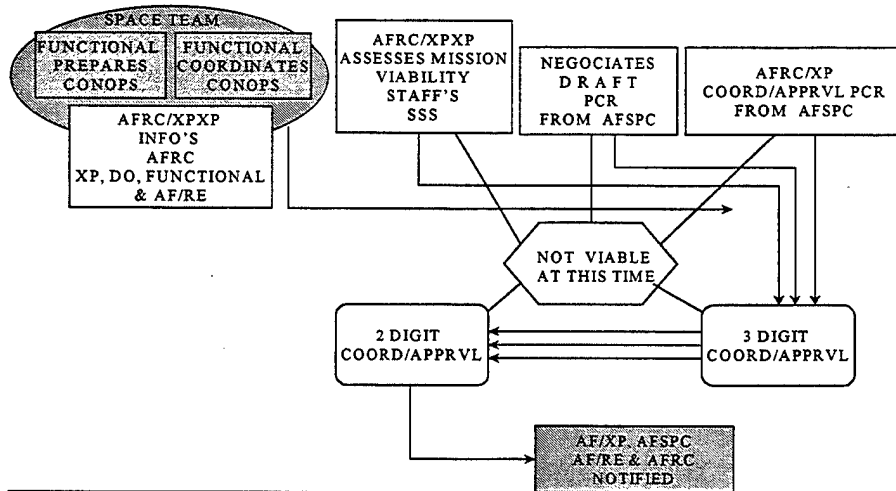 SPACE TEAM
FUNCTIONAL
PREPARES
CONOPS
FUNCTIONAL
COORDINATES
CONOPS
AFRC/XPXP
INFO'S
AFRC
XP, DO, FUNCTIONAL
& AF/RE
AFRC/XPXP
ASSESSES MISSION
VIABILITY
STAFF'S
SSS
NEGOCIATES
DRAFT
PCR
FROM AFSPC
AFRC/XP
COORD/APPRVL PCR
FROM AFSPC
NOT VIABLE
AT THIS TIME
2 DIGIT
COORD/APPRVL
3 DIGIT
COORD/APPRVL
AF/XP, AFSPC
AF/RE & AFRC
NOTIFIED